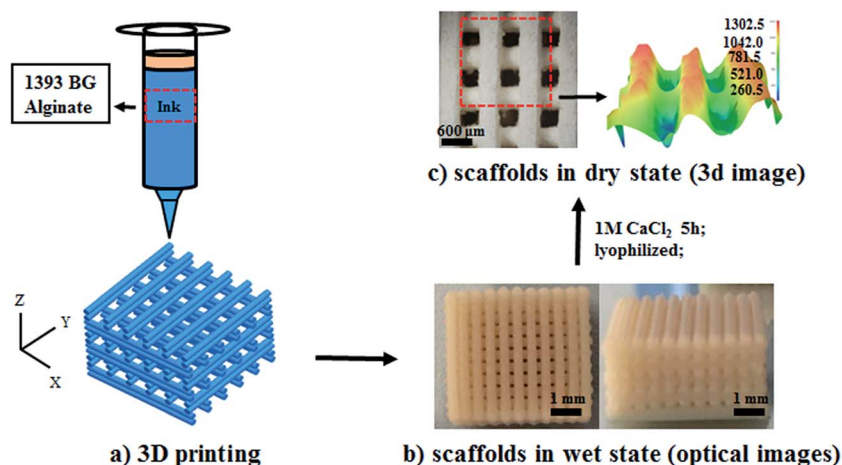 1393 BG
Alginate
Ink
Z
Y
X
a) 3D printing
600 μm
1302.5
1042.0
781.5
521.0
260.5
c) scaffolds in dry state (3d image)
1M CaCl₂ 5h;
lyophilized;
1 mm
1 mm
b) scaffolds in wet state (optical images)